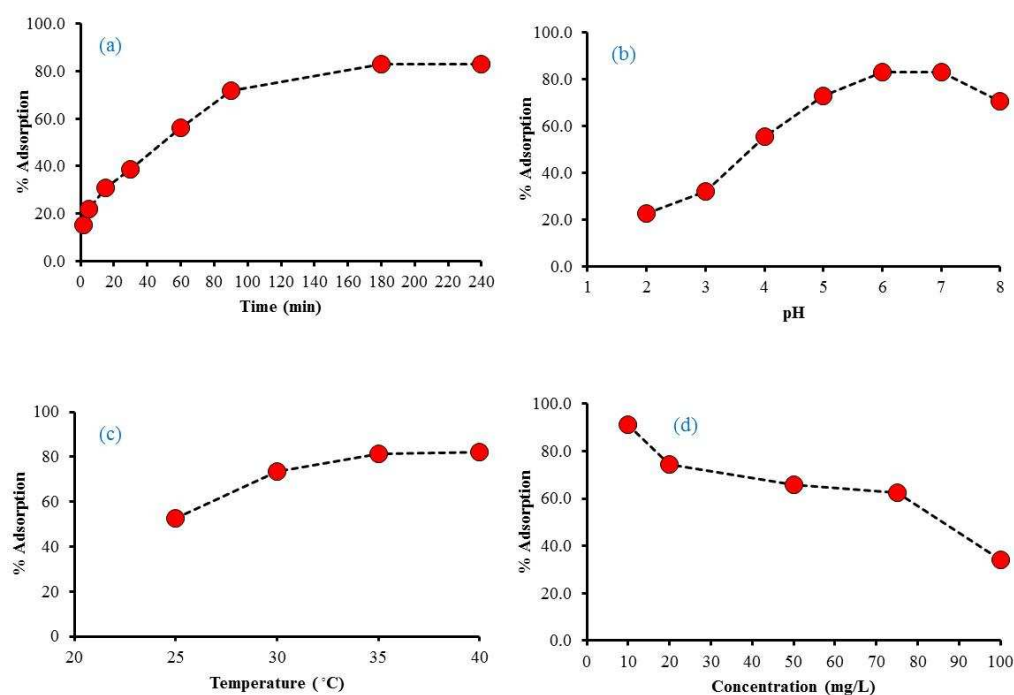 100.0
80.0
60.0
40.0
20.0
0.0
% Adsorption
(a)
0 20 40 60 80 100 120 140 160 180 200 220 240
Time (min)
100.0
80.0
60.0
40.0
20.0
0.0
% Adsorption
(b)
1 2 3 4 5 6 7 8
pH
100
80
60
40
20
0
% Adsorption
(c)
20 25 30 35 40
Temperature (°C)
100.0
80.0
60.0
40.0
20.0
0.0
% Adsorption
(d)
0 10 20 30 40 50 60 70 80 90 100
Concentration (mg/L)